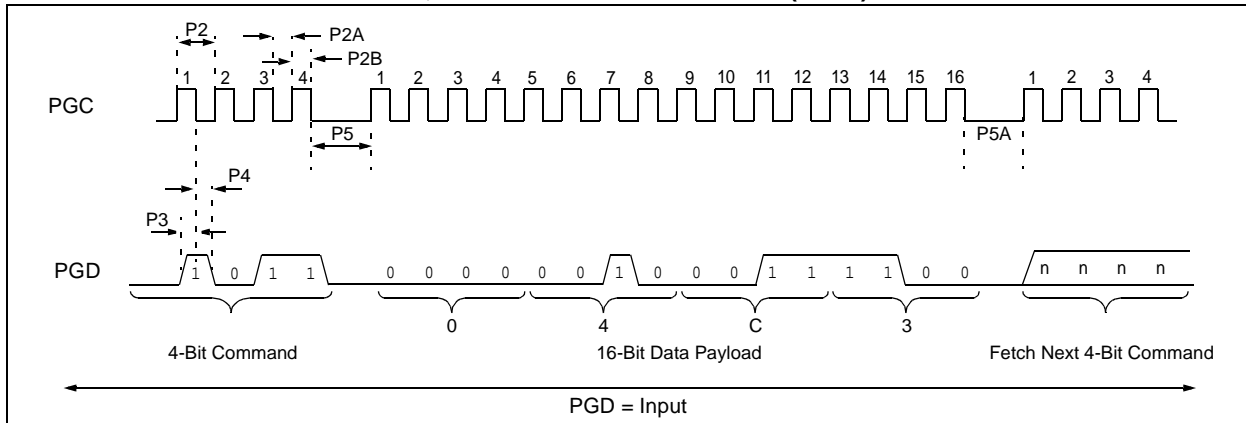 P2
P2A
P2B
1 2 3 4 1 2 3 4 5 6 7 8 9 10 11 12 13 14 15 16 1 2 3 4
PGC
P5
P5A
P4
P3
PGD
1 0 1 1 0 0 0 0 0 0 1 0 0 0 1 1 1 1 0 0 n n n n
0 4 C 3
4-Bit Command 16-Bit Data Payload Fetch Next 4-Bit Command
PGD = Input